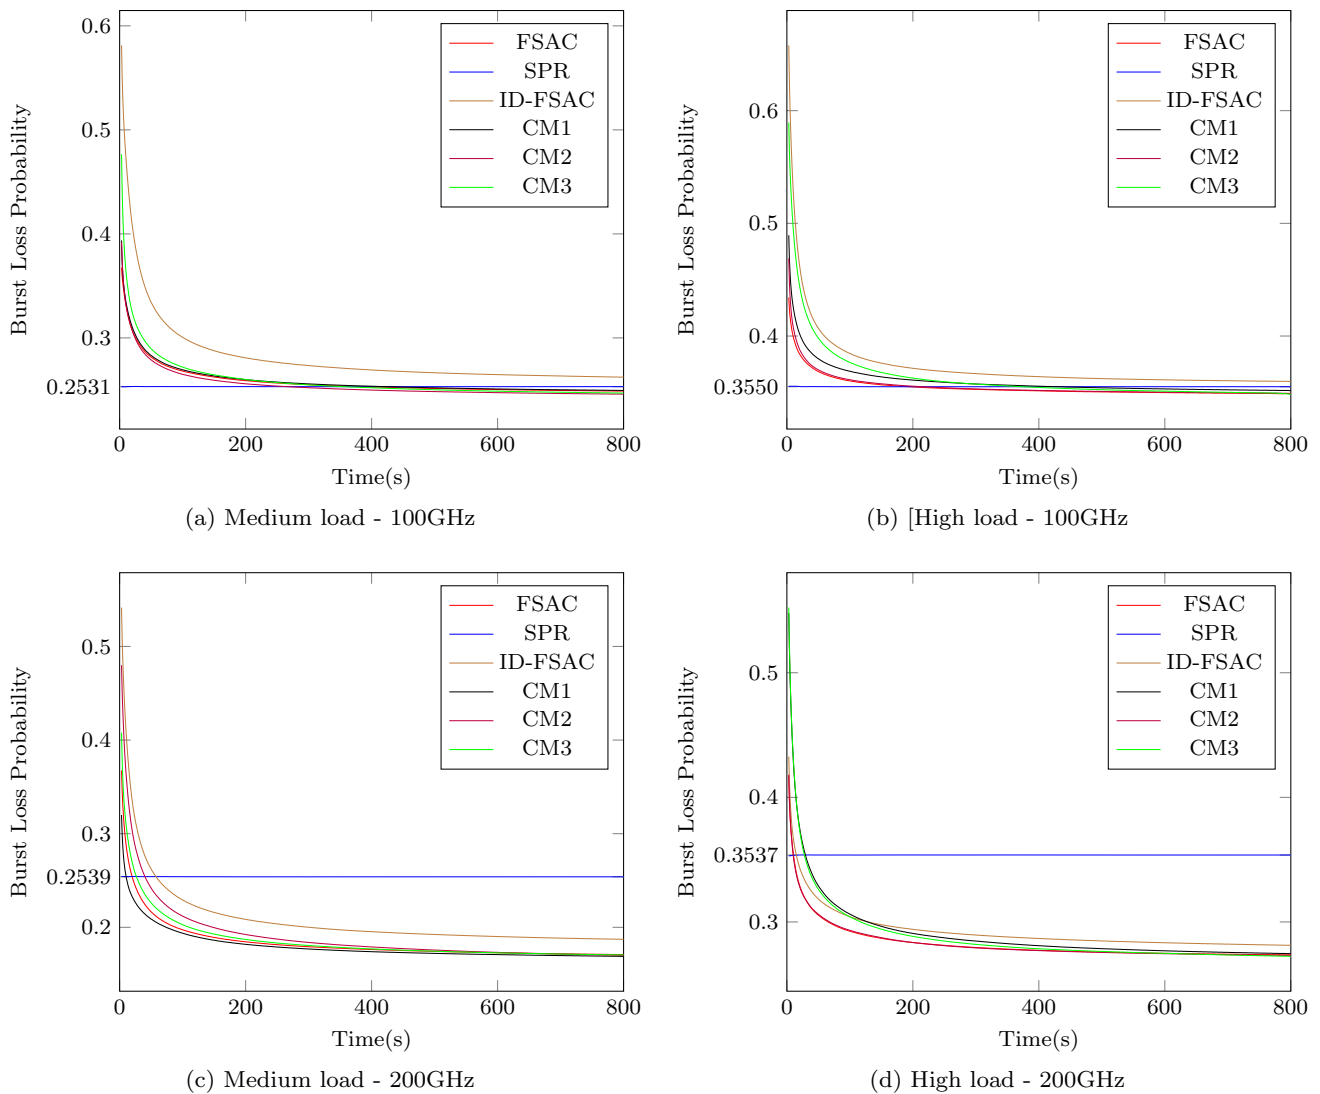 0.6
0.5
0.4
0.3
0.2531
0 200 400 600 800
Burst Loss Probability
Time(s)
FSAC
SPR
ID-FSAC
CM1
CM2
CM3
(a) Medium load - 100GHz
0.6
0.5
0.4
0.3550
0 200 400 600 800
Burst Loss Probability
Time(s)
FSAC
SPR
ID-FSAC
CM1
CM2
CM3
(b) [High load - 100GHz
0.5
0.4
0.3
0.2539
0.2
0 200 400 600 800
Burst Loss Probability
Time(s)
FSAC
SPR
ID-FSAC
CM1
CM2
CM3
(c) Medium load - 200GHz
0.5
0.4
0.3537
0.3
0 200 400 600 800
Burst Loss Probability
Time(s)
FSAC
SPR
ID-FSAC
CM1
CM2
CM3
(d) High load - 200GHz